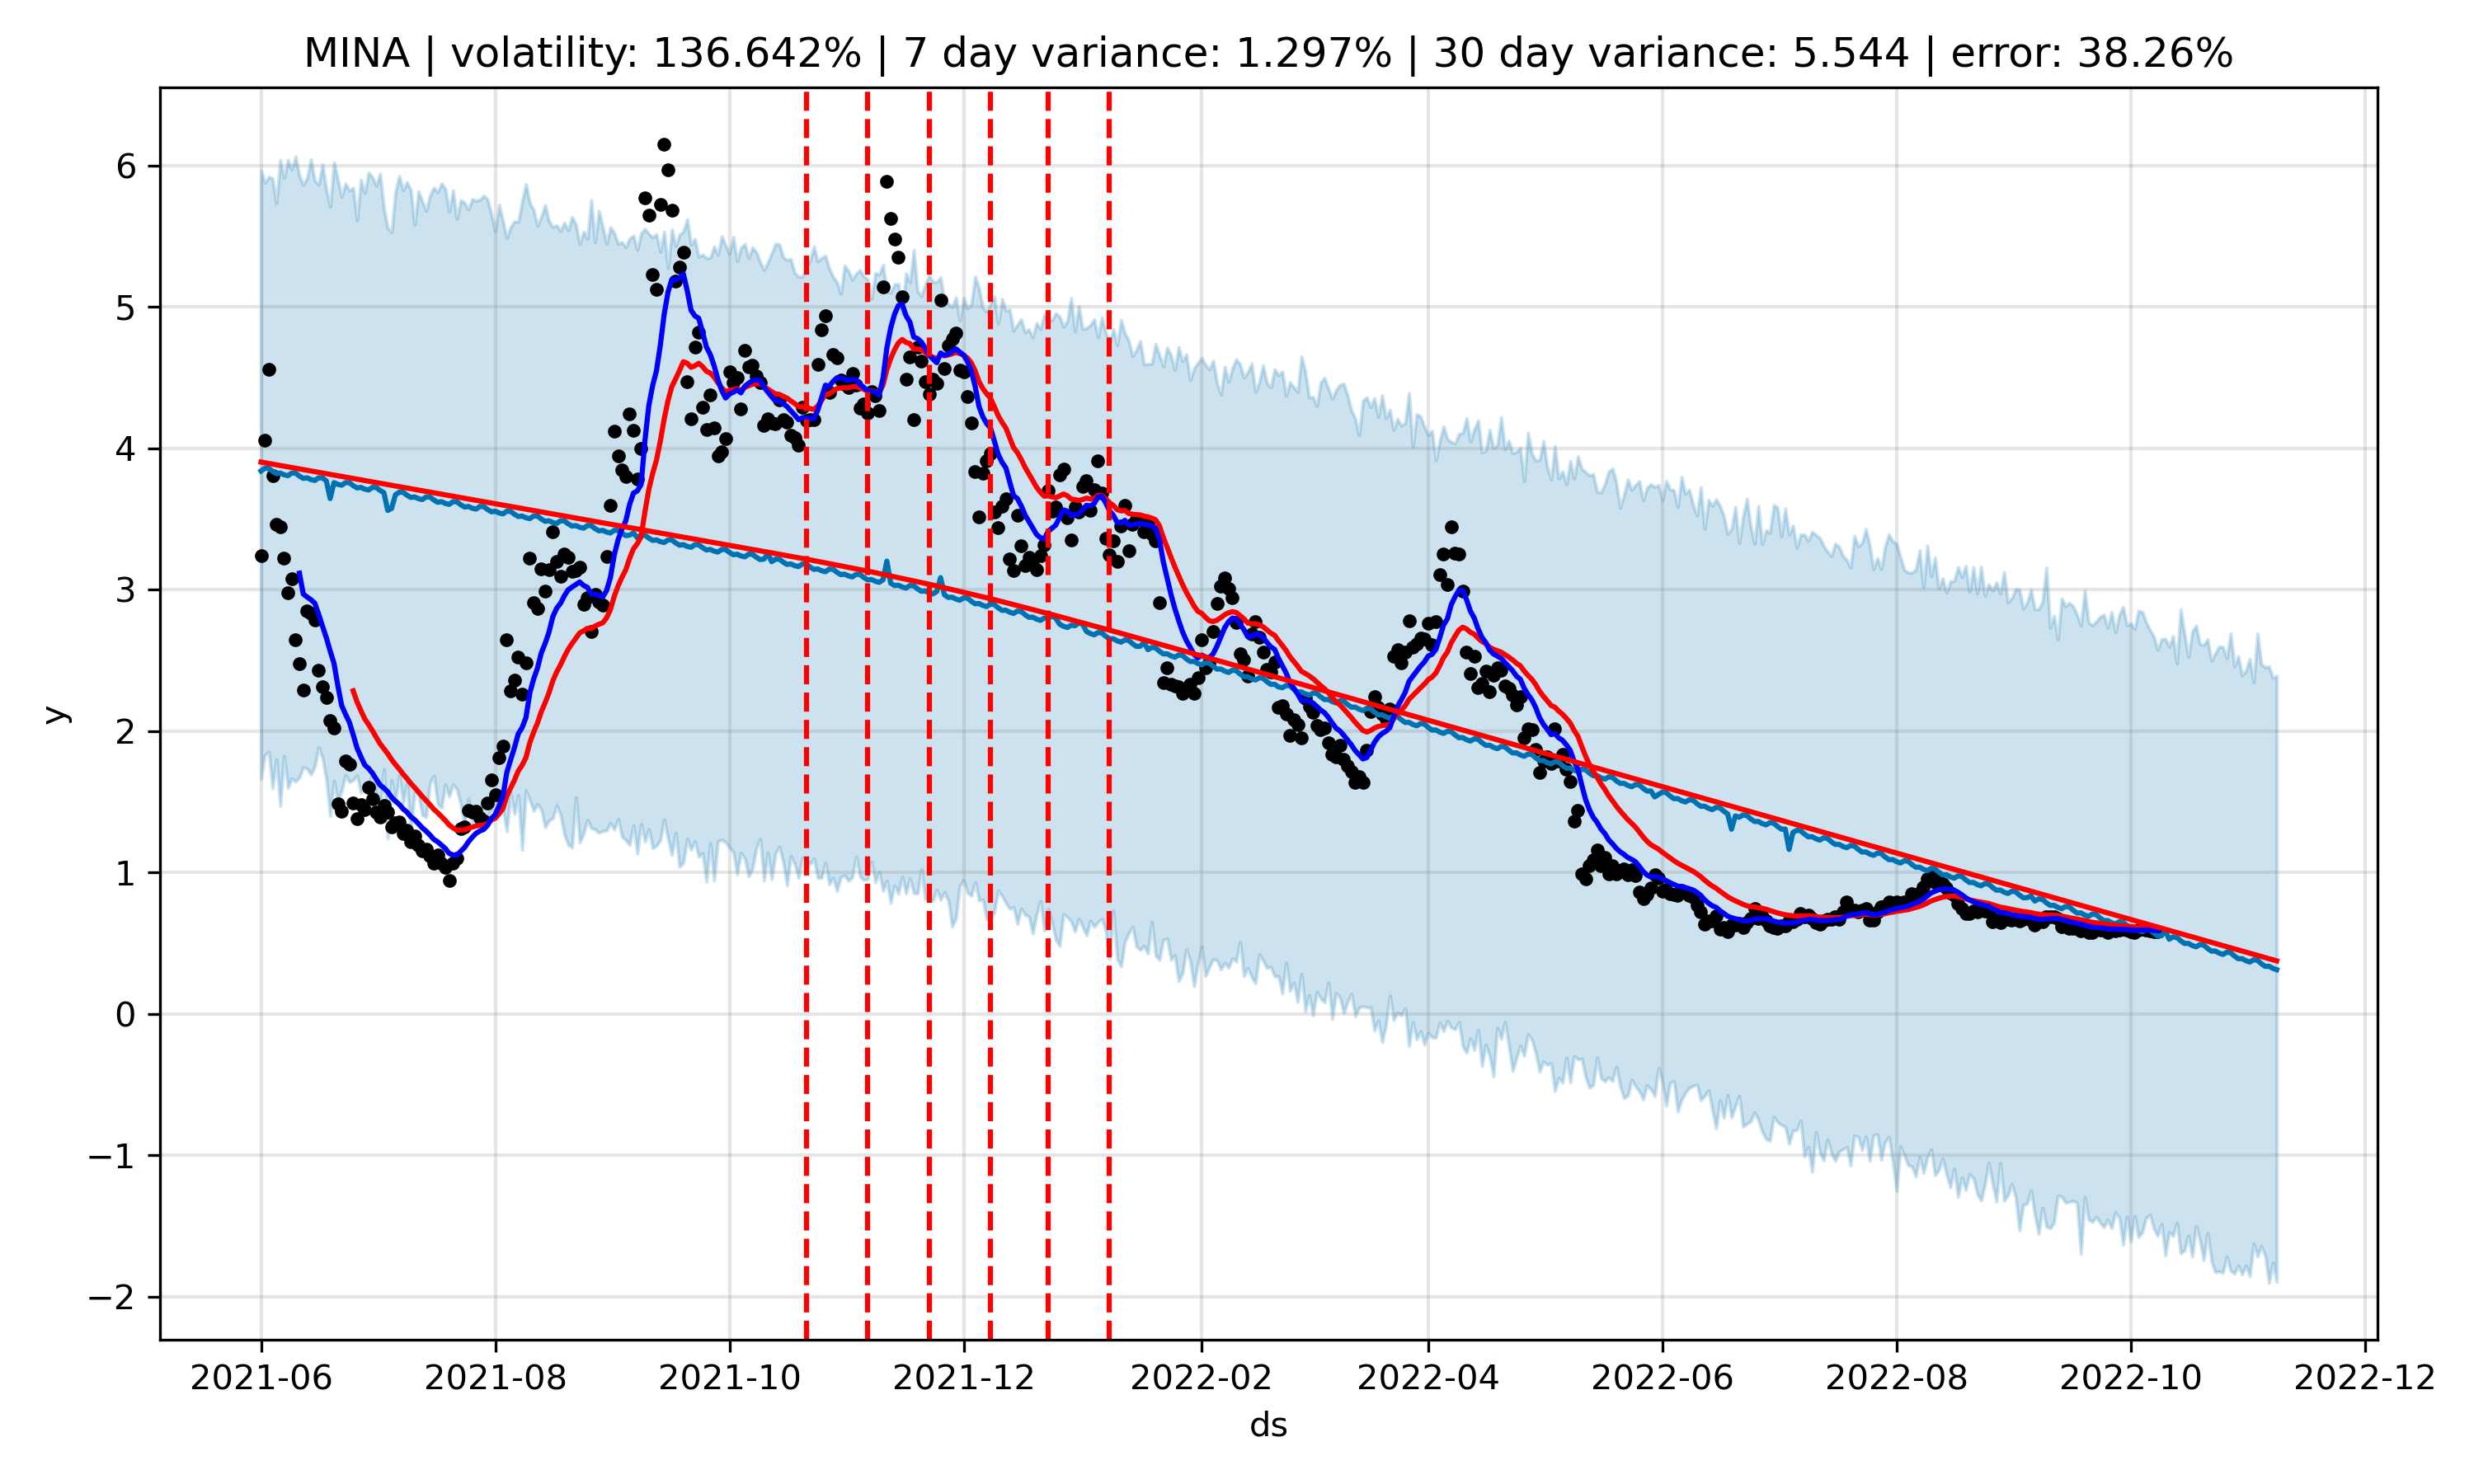 MINA | volatility: 136.642% | 7 day variance: 1.297% | 30 day variance: 5.544 | error: 38.26%
6
5
4
3
2
1
0
−1
−2
y
2021-06 2021-08 2021-10 2021-12 2022-02 2022-04 2022-06 2022-08 2022-10 2022-12
ds